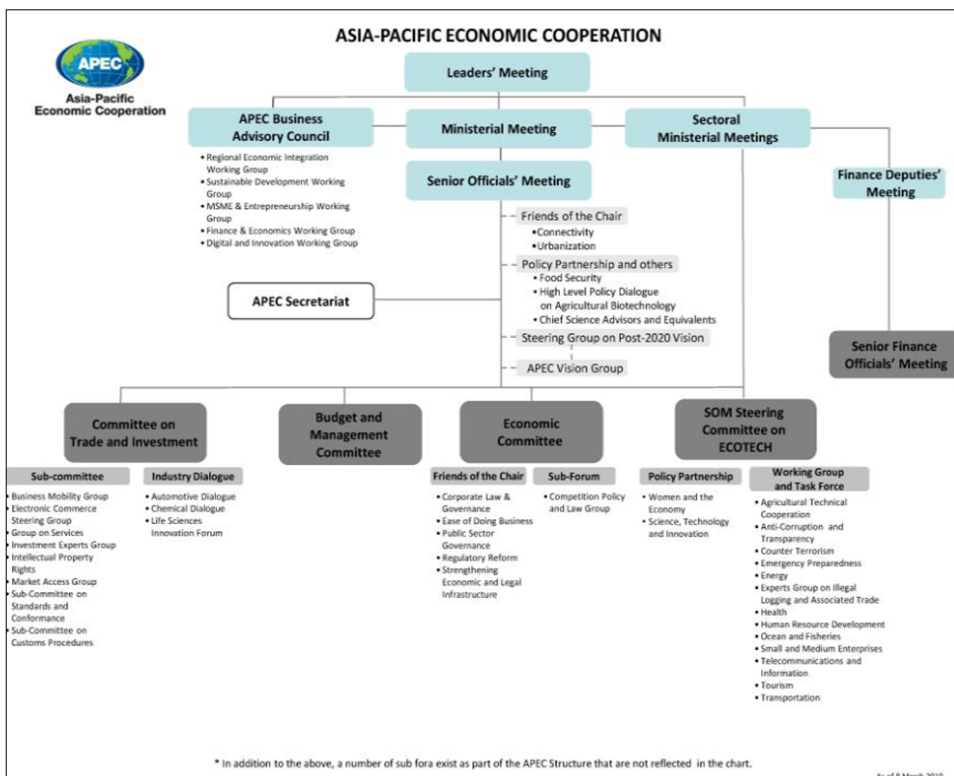 ASIA-PACIFIC ECONOMIC COOPERATION
APEC
Asia-Pacific
Economic Cooperation
Leaders' Meeting
APEC Business
Advisory Council
Ministerial Meeting
Sectoral
Ministerial Meetings
• Regional Economic Integration
Working Group
• Sustainable Development Working
Group
• MSME & Entrepreneurship Working
Group
• Finance & Economics Working Group
• Digital and Innovation Working Group
Senior Officials' Meeting
Finance Deputies'
Meeting
Friends of the Chair
•Connectivity
•Urbanization
Policy Partnership and others
• Food Security
• High Level Policy Dialogue
on Agricultural Biotechnology
• Chief Science Advisors and Equivalents
APEC Secretariat
Steering Group on Post-2020 Vision
APEC Vision Group
Senior Finance
Officials' Meeting
Committee on
Trade and Investment
Budget and
Management
Committee
Economic
Committee
SOM Steering
Committee on
ECOTECH
Sub-committee
• Business Mobility Group
• Electronic Commerce
Steering Group
• Group on Services
• Investment Experts Group
• Intellectual Property
Rights
• Market Access Group
• Sub-Committee on
Standards and
Conformance
• Sub-Committee on
Customs Procedures
Industry Dialogue
• Automotive Dialogue
• Chemical Dialogue
• Life Sciences
Innovation Forum
Friends of the Chair
• Corporate Law &
Governance
• Ease of Doing Business
• Public Sector
Governance
• Regulatory Reform
• Strengthening
Economic and Legal
Infrastructure
Sub-Forum
• Competition Policy
and Law Group
Policy Partnership
• Women and the
Economy
• Science, Technology
and Innovation
Working Group
and Task Force
• Agricultural Technical
Cooperation
• Anti-Corruption and
Transparency
• Counter Terrorism
• Emergency Preparedness
• Energy
• Experts Group on Illegal
Logging and Associated Trade
• Health
• Human Resource Development
• Ocean and Fisheries
• Small and Medium Enterprises
• Telecommunications and
Information
• Tourism
• Transportation
* In addition to the above, a number of sub fora exist as part of the APEC Structure that are not reflected in the chart.
As of 8 March 2019